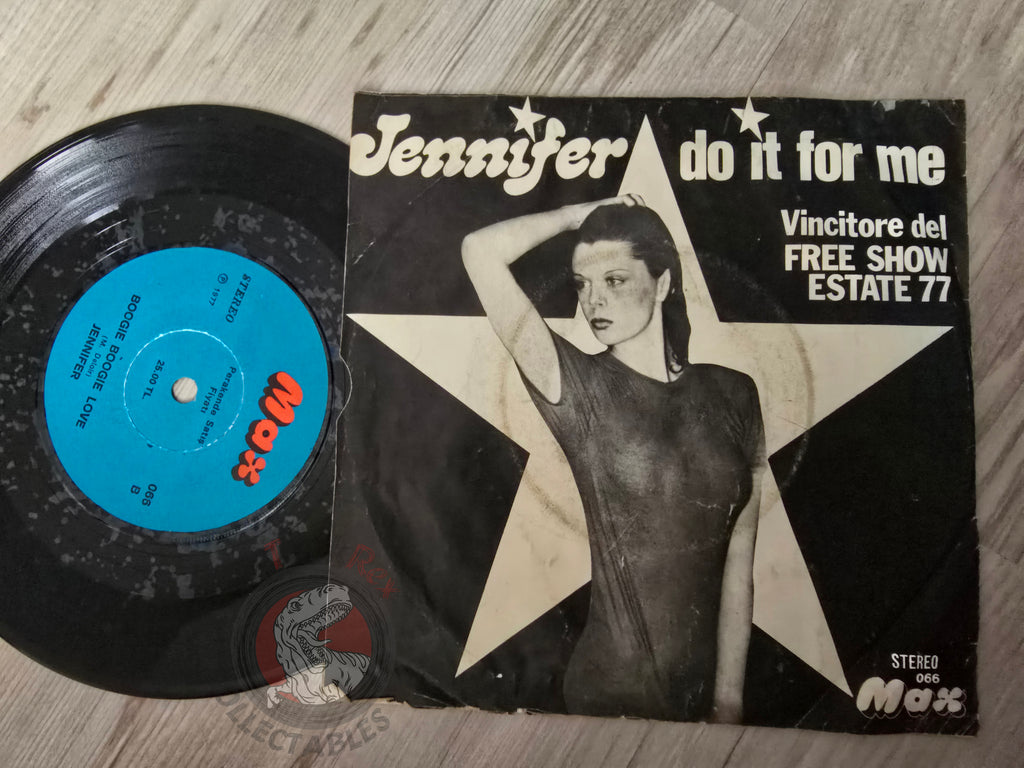 STEREO
℗ 1977
BOOGIE BOOGIE LOVE
JENNIFER
25.00 TL.
Perakende Satış
Fiyatı
Max
066
B
Jennifer
do it for me
Vincitore del
FREE SHOW
ESTATE 77
STEREO
066
Max
Rex
COLLECTABLES